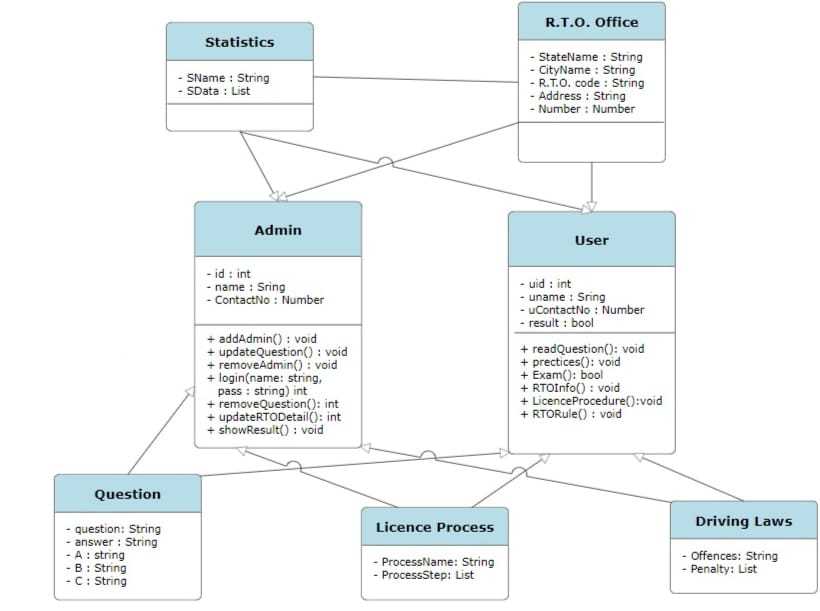 Statistics
- SName : String
- SData : List
R.T.O. Office
- StateName : String
- CityName : String
- R.T.O. code : String
- Address : String
- Number : Number
Admin
- id : int
- name : Sring
- ContactNo : Number
+ addAdmin() : void
+ updateQuestion() : void
+ removeAdmin() : void
+ login(name: string,
pass : string) int
+ removeQuestion(): int
+ updateRTODetail(): int
+ showResult() : void
User
- uid : int
- uname : Sring
- uContactNo : Number
- result : bool
+ readQuestion(): void
+ prectices(): void
+ Exam(): bool
+ RTOInfo() : void
+ LicenceProcedure():void
+ RTORule() : void
Question
- question: String
- answer : String
- A : string
- B : String
- C : String
Licence Process
- ProcessName: String
- ProcessStep: List
Driving Laws
- Offences: String
- Penalty: List